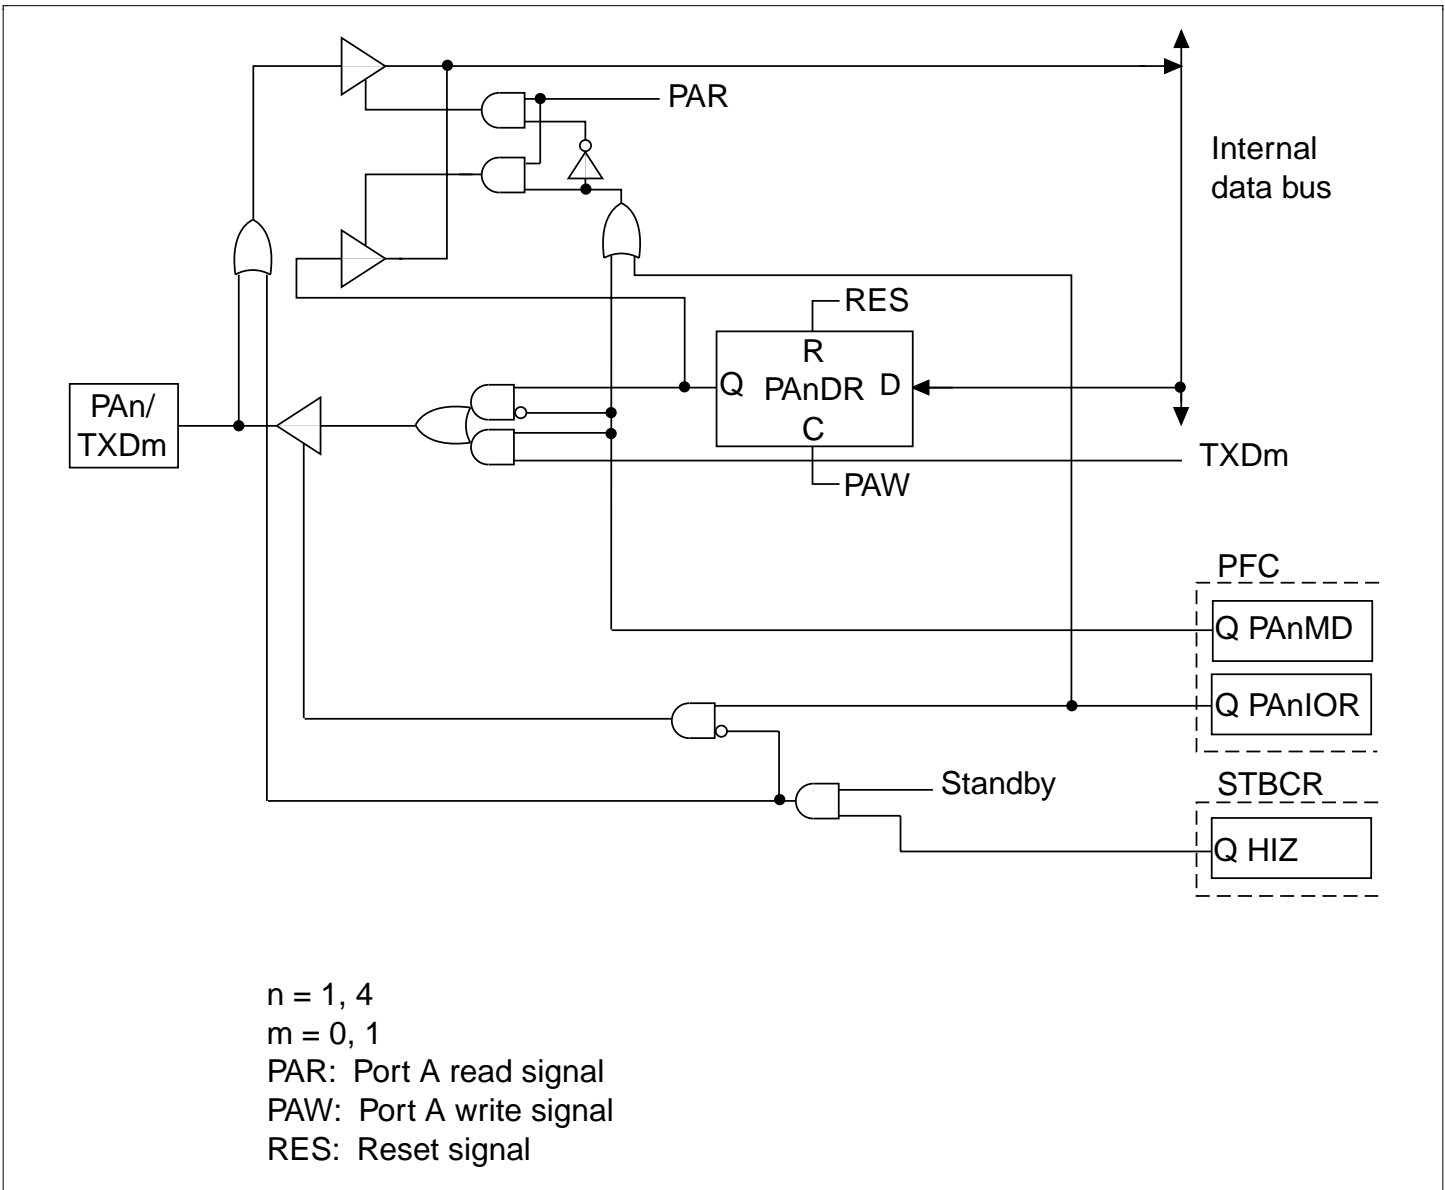 PAR
Internal
data bus
RES
R
Q PAnDR D
C
PAn/
TXDm
TXDm
PAW
PFC
Q PAnMD
Q PAnIOR
Standby
STBCR
Q HIZ
n = 1, 4
m = 0, 1
PAR: Port A read signal
PAW: Port A write signal
RES: Reset signal